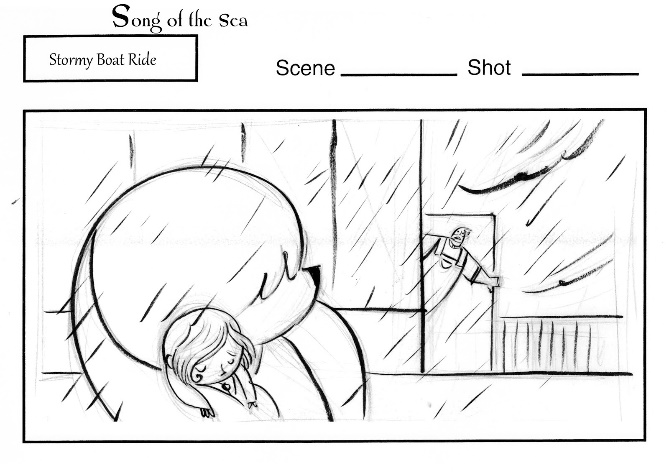 Song of the Sea
Stormy Boat Ride
Scene Shot